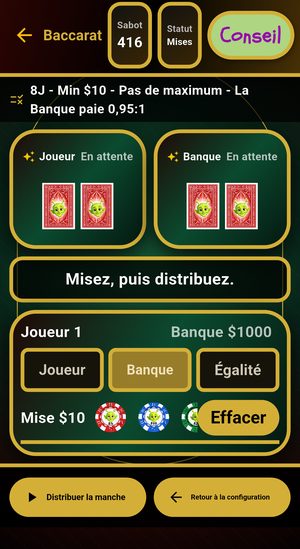 Baccarat
Sabot
416
Statut
Mises
Conseil
8J - Min $10 - Pas de maximum - La
Banque paie 0,95:1
Joueur En attente
Banque En attente
Misez, puis distribuez.
Joueur 1 Banque $1000
Joueur Banque Égalité
Mise $10 Effacer
Distribuer la manche
Retour à la configuration